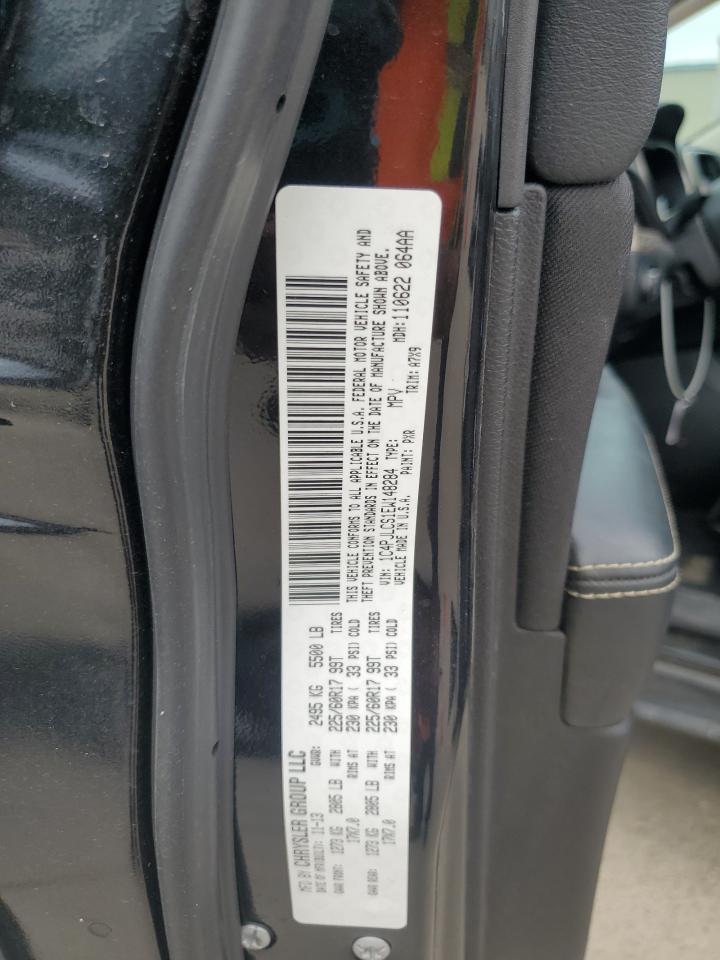 MFD BY CHRYSLER GROUP LLC
DATE OF MFR(BUILT): 11-13 GVWR: 2495 KG 5500 LB
GAWR FRONT: 1273 KG 2805 LB WITH 225/60R17 99T TIRES
17X7.0 RIMS AT 230 KPA ( 33 PSI) COLD
GAWR REAR: 1273 KG 2805 LB WITH 225/60R17 99T TIRES
17X7.0 RIMS AT 230 KPA ( 33 PSI) COLD
THIS VEHICLE CONFORMS TO ALL APPLICABLE U.S.A. FEDERAL MOTOR VEHICLE SAFETY AND
THEFT PREVENTION STANDARDS IN EFFECT ON THE DATE OF MANUFACTURE SHOWN ABOVE.
VIN: 1C4PJLCS1EW148284 TYPE: MPV MDH:110622 064AA
VEHICLE MADE IN U.S.A. PAINT: PXR TRIM: A7X9